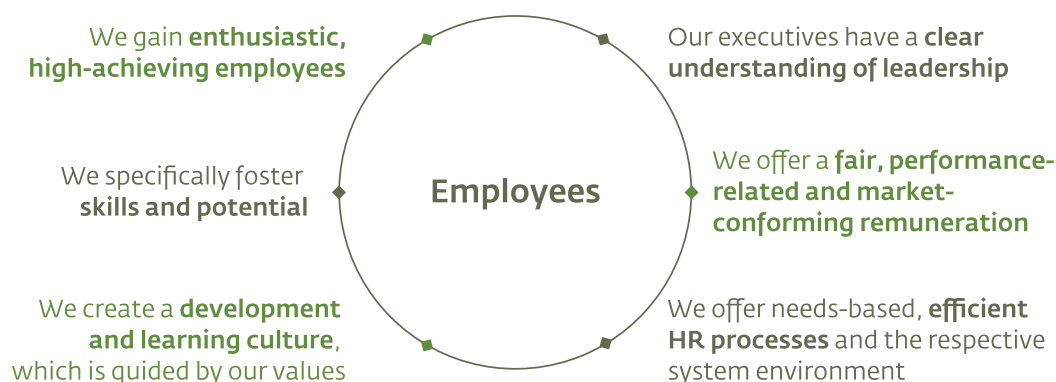 We gain enthusiastic,
high-achieving employees
Our executives have a clear
understanding of leadership
We specifically foster
skills and potential
Employees
We offer a fair, performance-
related and market-
conforming remuneration
We create a development
and learning culture,
which is guided by our values
We offer needs-based, efficient
HR processes and the respective
system environment